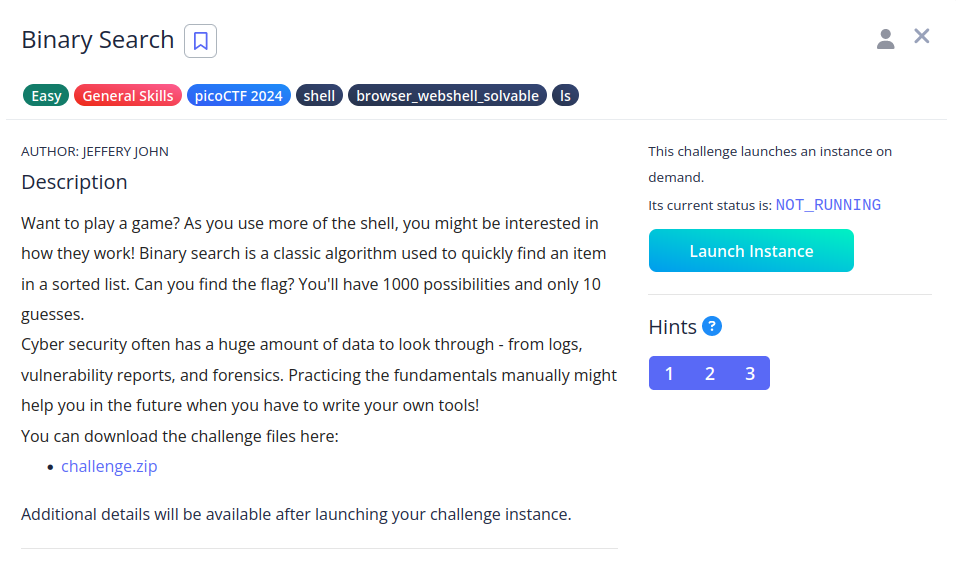 Binary Search
Easy General Skills picoCTF 2024 shell browser_webshell_solvable ls
AUTHOR: JEFFERY JOHN
Description
Want to play a game? As you use more of the shell, you might be interested in
how they work! Binary search is a classic algorithm used to quickly find an item
in a sorted list. Can you find the flag? You'll have 1000 possibilities and only 10
guesses.
Cyber security often has a huge amount of data to look through - from logs,
vulnerability reports, and forensics. Practicing the fundamentals manually might
help you in the future when you have to write your own tools!
You can download the challenge files here:
• challenge.zip
Additional details will be available after launching your challenge instance.
This challenge launches an instance on
demand.
Its current status is: NOT_RUNNING
Launch Instance
Hints ?
1 2 3